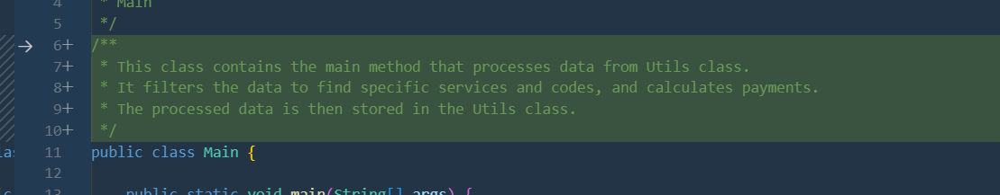 4 * Main
5 */
6+ /**
7+ * This class contains the main method that processes data from Utils class.
8+ * It filters the data to find specific services and codes, and calculates payments.
9+ * The processed data is then stored in the Utils class.
10+ */
11 public class Main {
12
13 public static void main(String[] args) {